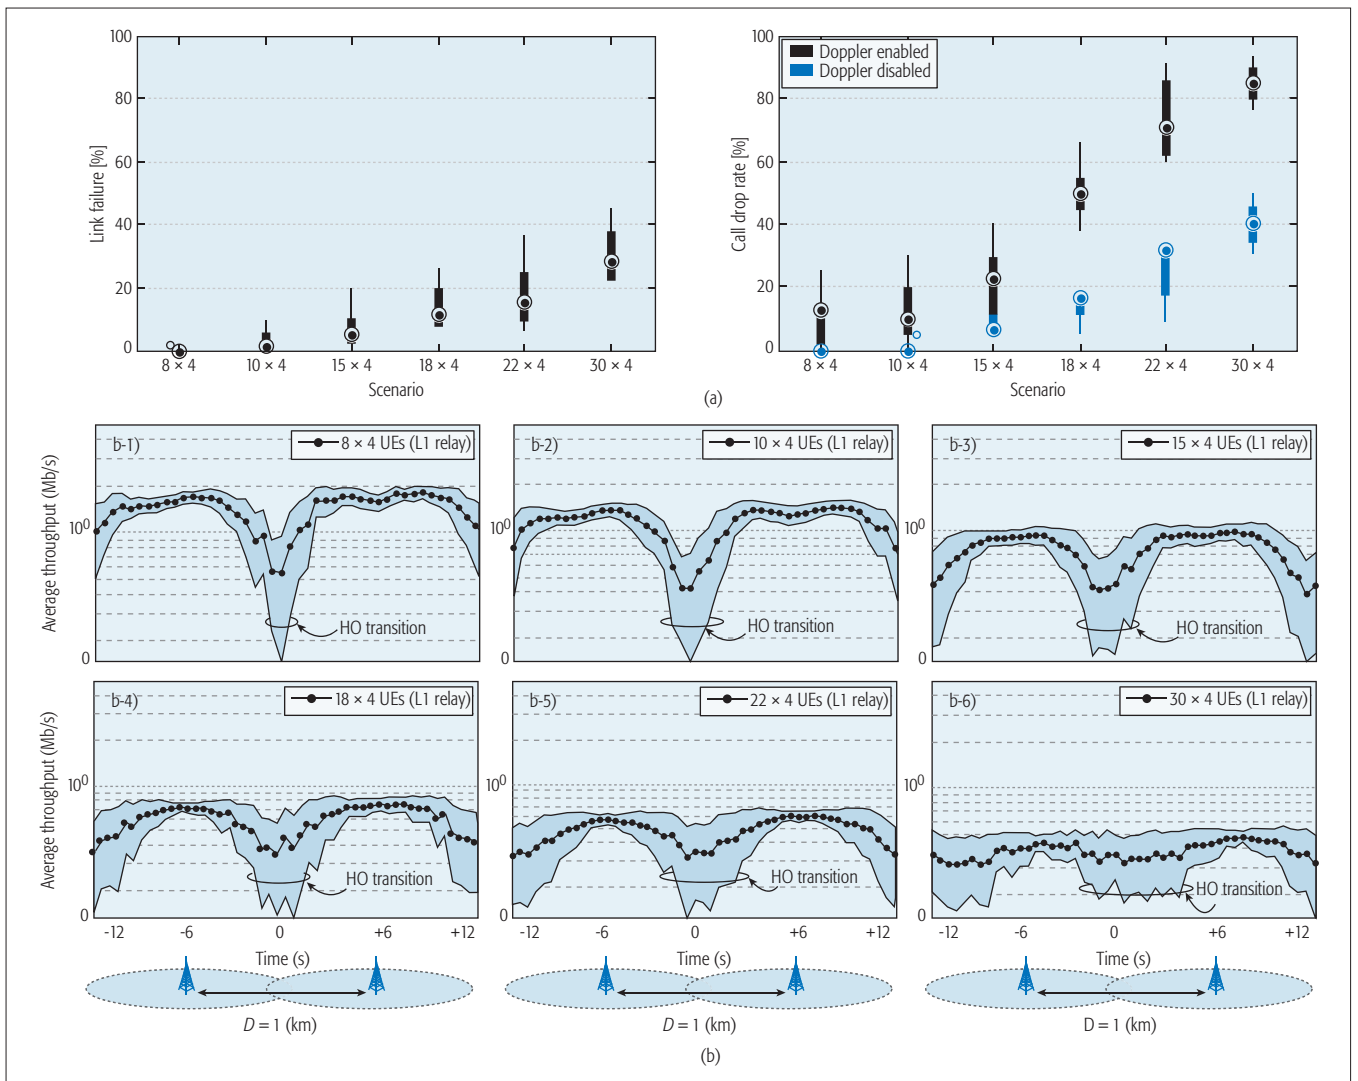 100
80
60
40
20
0
Link failure [%]
8 × 4
10 × 4
15 × 4
18 × 4
22 × 4
30 × 4
Scenario
100
80
60
40
20
0
Call drop rate [%]
Doppler enabled
Doppler disabled
8 × 4
10 × 4
15 × 4
18 × 4
22 × 4
30 × 4
Scenario
(a)
b-1)
8 × 4 UEs (L1 relay)
Average throughput (Mb/s)
10⁰
0
HO transition
b-2)
10 × 4 UEs (L1 relay)
10⁰
0
HO transition
b-3)
15 × 4 UEs (L1 relay)
10⁰
0
HO transition
b-4)
18 × 4 UEs (L1 relay)
Average throughput (Mb/s)
10⁰
0
HO transition
-12
-6
0
+6
+12
Time (s)
D = 1 (km)
b-5)
22 × 4 UEs (L1 relay)
10⁰
0
HO transition
-12
-6
0
+6
+12
Time (s)
D = 1 (km)
b-6)
30 × 4 UEs (L1 relay)
10⁰
0
HO transition
-12
-6
0
+6
+12
Time (s)
D = 1 (km)
(b)